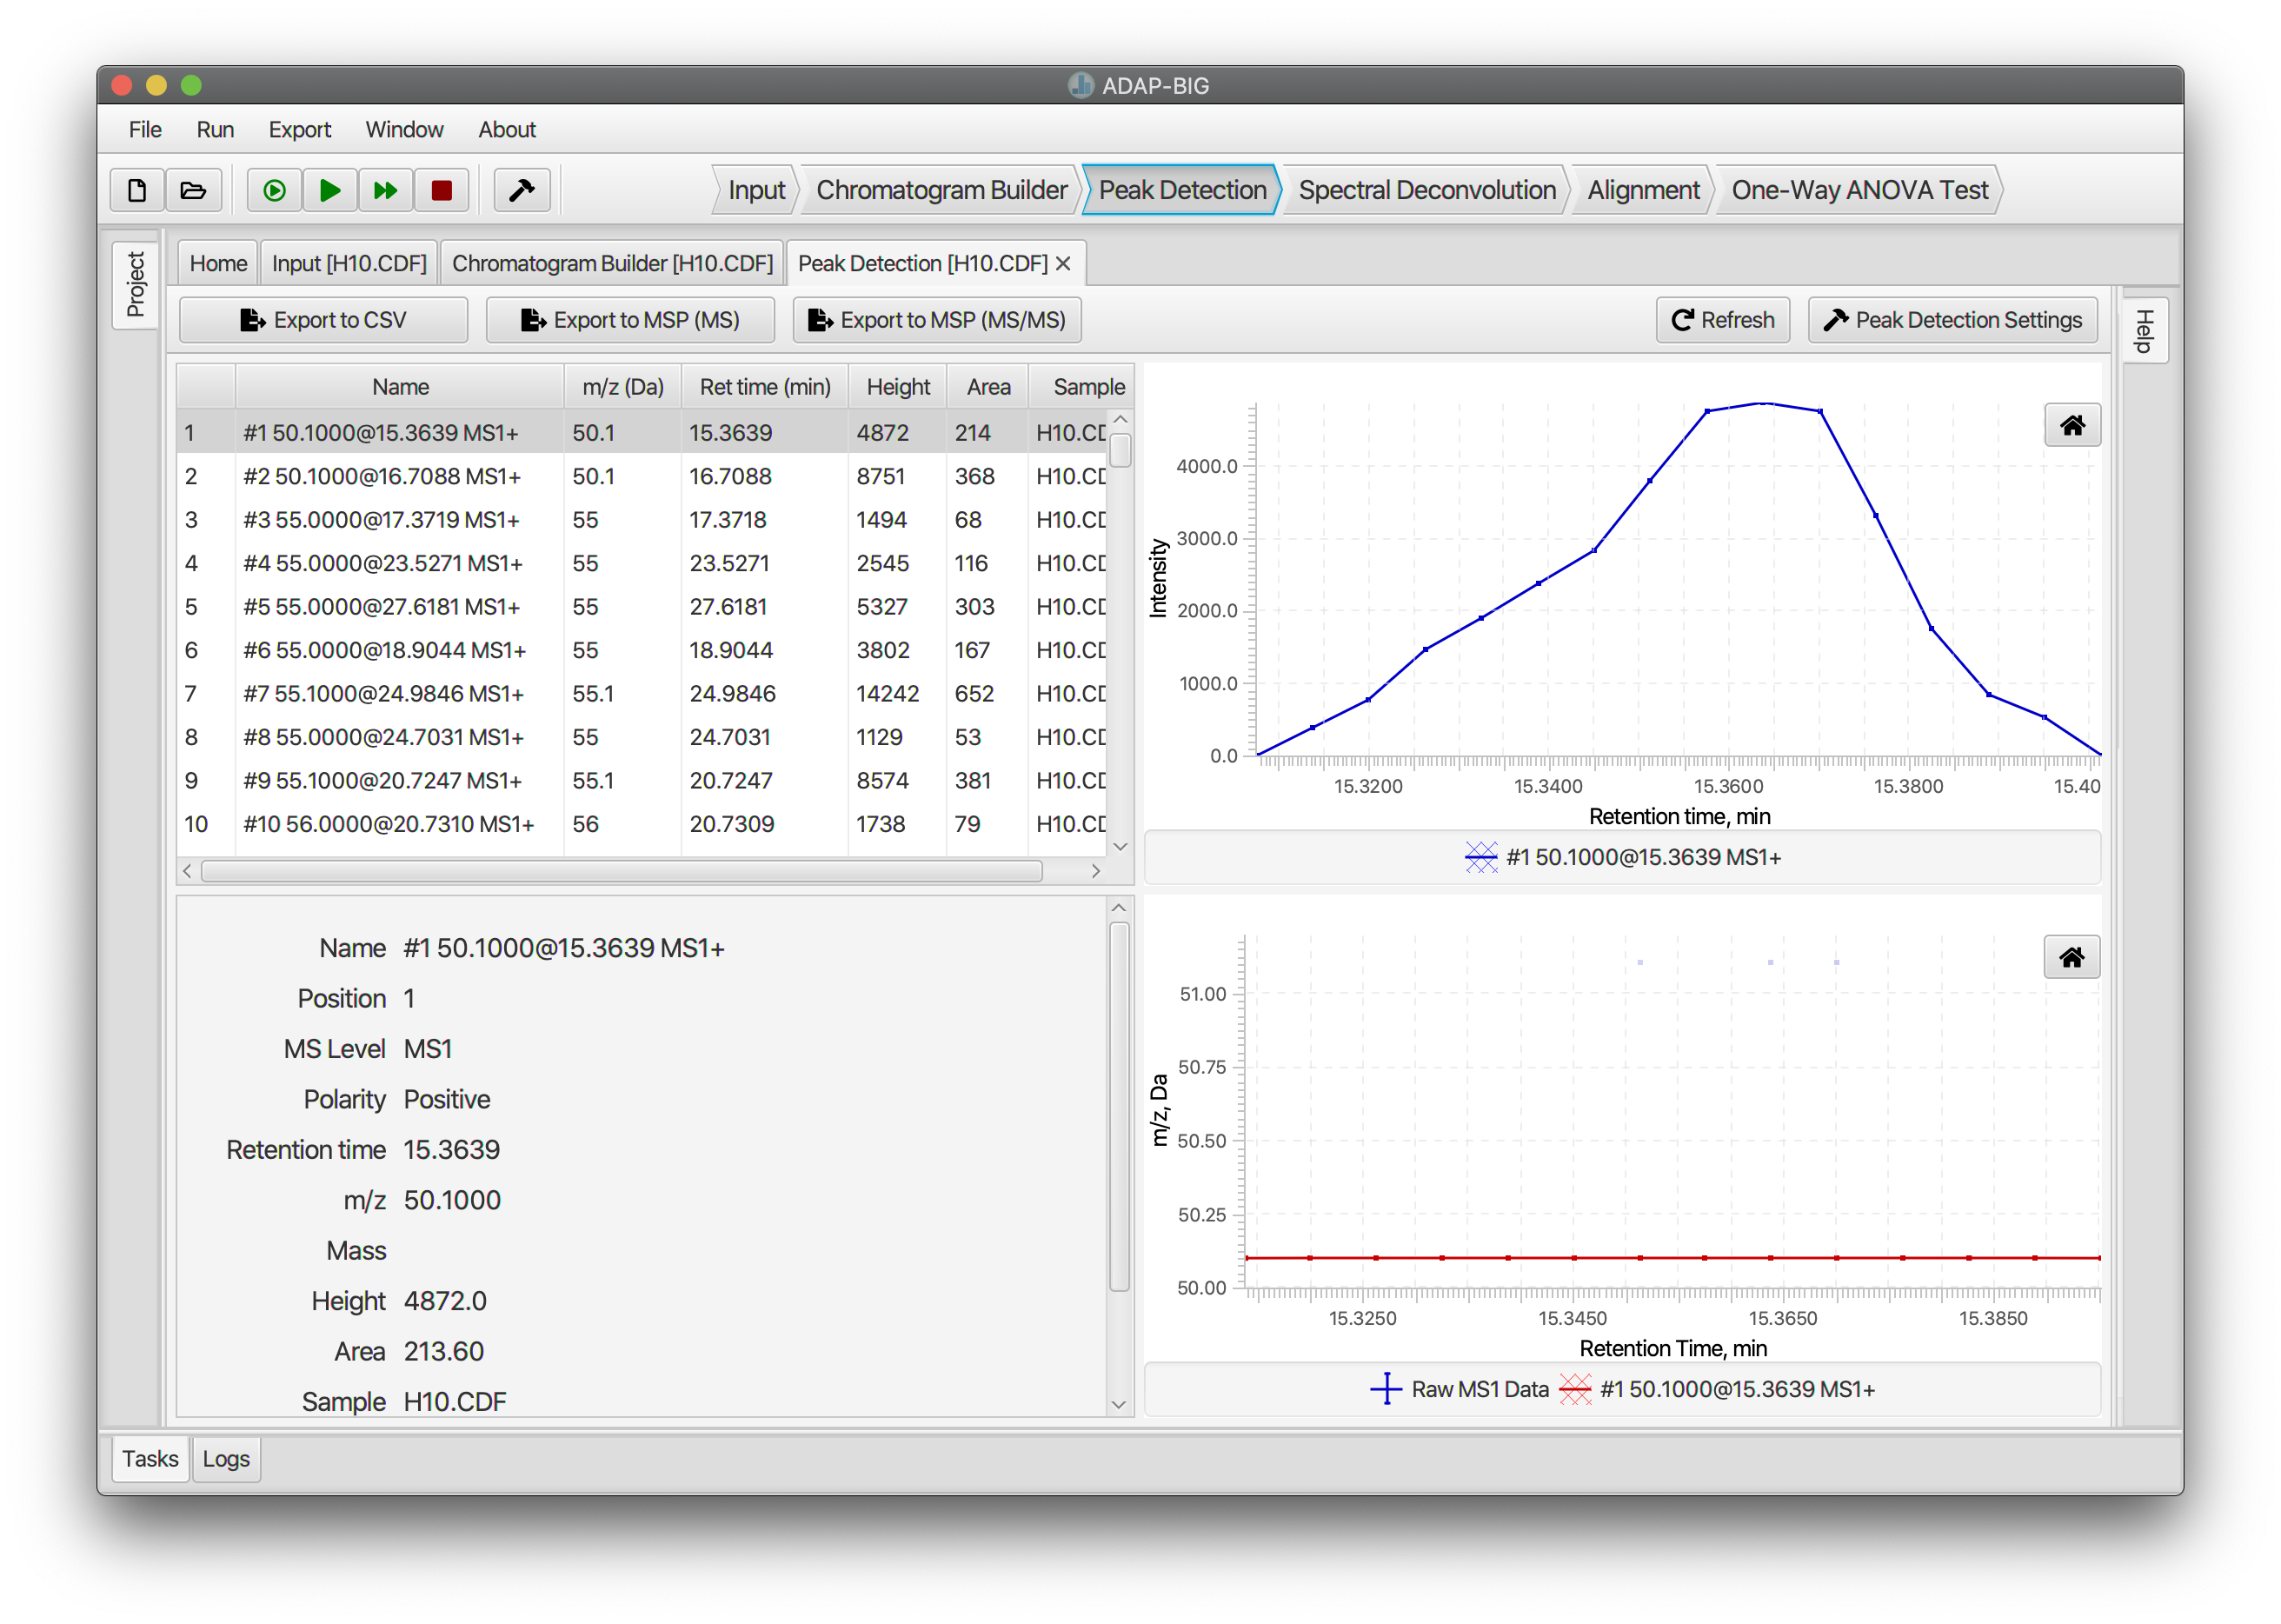 ADAP-BIG
File Run Export Window About
Input Chromatogram Builder Peak Detection Spectral Deconvolution Alignment One-Way ANOVA Test
Project
Home Input [H10.CDF] Chromatogram Builder [H10.CDF] Peak Detection [H10.CDF]
Export to CSV Export to MSP (MS) Export to MSP (MS/MS) Refresh Peak Detection Settings
Help
Name m/z (Da) Ret time (min) Height Area Sample
1 #1 50.1000@15.3639 MS1+ 50.1 15.3639 4872 214 H10.CD
2 #2 50.1000@16.7088 MS1+ 50.1 16.7088 8751 368 H10.CD
3 #3 55.0000@17.3719 MS1+ 55 17.3718 1494 68 H10.CD
4 #4 55.0000@23.5271 MS1+ 55 23.5271 2545 116 H10.CD
5 #5 55.0000@27.6181 MS1+ 55 27.6181 5327 303 H10.CD
6 #6 55.0000@18.9044 MS1+ 55 18.9044 3802 167 H10.CD
7 #7 55.1000@24.9846 MS1+ 55.1 24.9846 14242 652 H10.CD
8 #8 55.0000@24.7031 MS1+ 55 24.7031 1129 53 H10.CD
9 #9 55.1000@20.7247 MS1+ 55.1 20.7247 8574 381 H10.CD
10 #10 56.0000@20.7310 MS1+ 56 20.7309 1738 79 H10.CD
Intensity
4000.0
3000.0
2000.0
1000.0
0.0
15.3200 15.3400 15.3600 15.3800 15.40
Retention time, min
#1 50.1000@15.3639 MS1+
Name #1 50.1000@15.3639 MS1+
Position 1
MS Level MS1
Polarity Positive
Retention time 15.3639
m/z 50.1000
Mass
Height 4872.0
Area 213.60
Sample H10.CDF
m/z, Da
51.00
50.75
50.50
50.25
50.00
15.3250 15.3450 15.3650 15.3850
Retention Time, min
Raw MS1 Data #1 50.1000@15.3639 MS1+
Tasks Logs